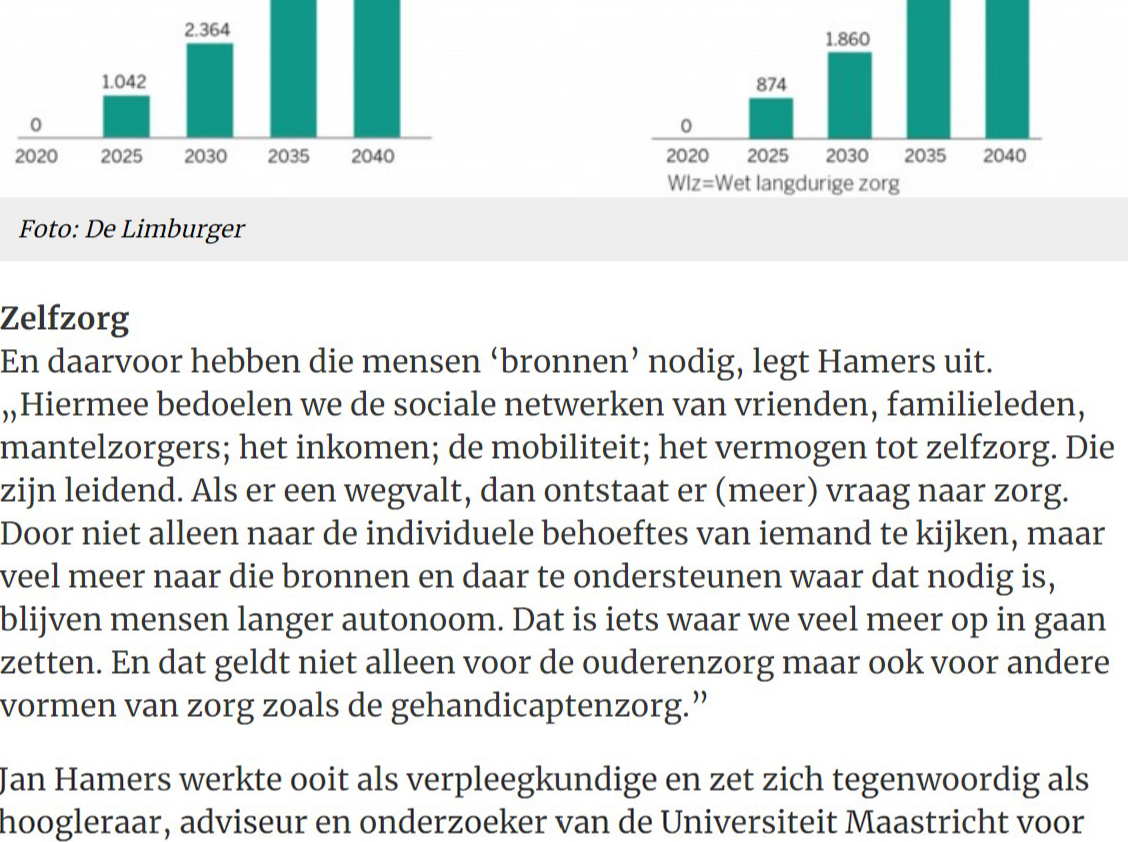 2.364
1.042
0
2020 2025 2030 2035 2040
1.860
874
0
2020 2025 2030 2035 2040
Wlz=Wet langdurige zorg
Foto: De Limburger
Zelfzorg
En daarvoor hebben die mensen ‘bronnen’ nodig, legt Hamers uit.
„Hiermee bedoelen we de sociale netwerken van vrienden, familieleden,
mantelzorgers; het inkomen; de mobiliteit; het vermogen tot zelfzorg. Die
zijn leidend. Als er een wegvalt, dan ontstaat er (meer) vraag naar zorg.
Door niet alleen naar de individuele behoeftes van iemand te kijken, maar
veel meer naar die bronnen en daar te ondersteunen waar dat nodig is,
blijven mensen langer autonoom. Dat is iets waar we veel meer op in gaan
zetten. En dat geldt niet alleen voor de ouderenzorg maar ook voor andere
vormen van zorg zoals de gehandicaptenzorg.”
Jan Hamers werkte ooit als verpleegkundige en zet zich tegenwoordig als
hoogleraar, adviseur en onderzoeker van de Universiteit Maastricht voor